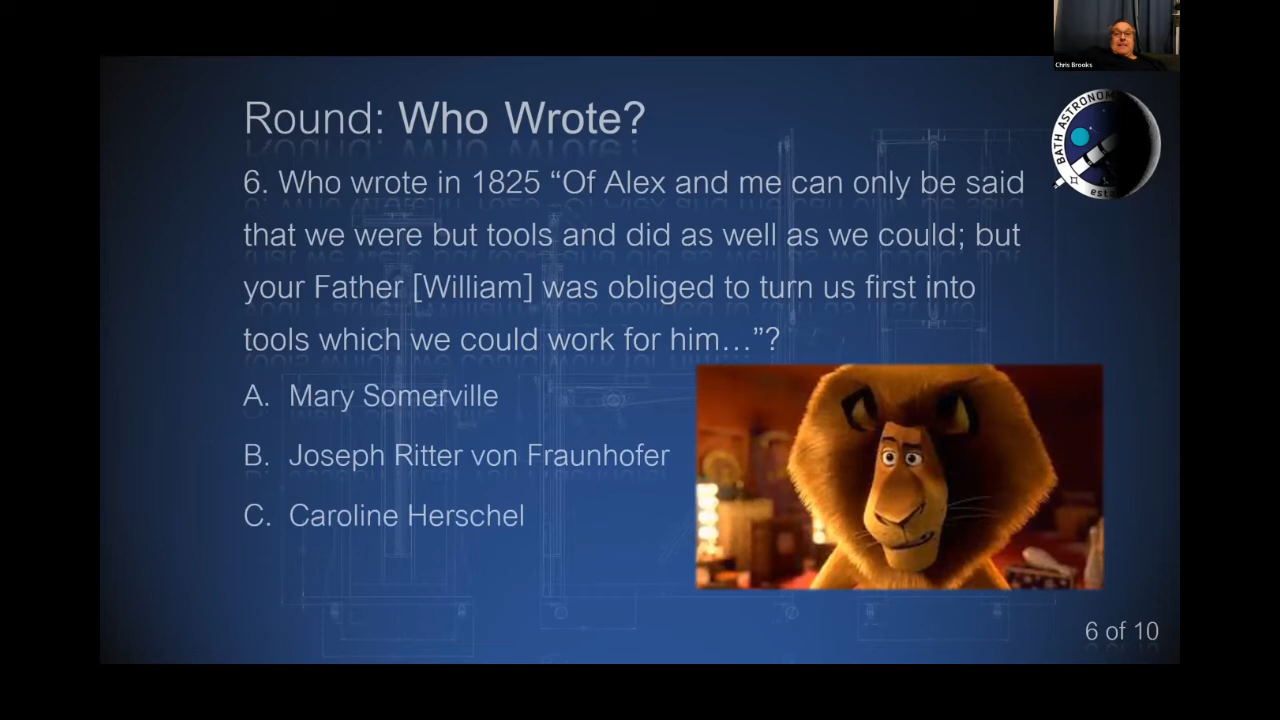 Chris Brooks
Round: Who Wrote?
BATH ASTRONOM
est
6. Who wrote in 1825 “Of Alex and me can only be said
that we were but tools and did as well as we could; but
your Father [William] was obliged to turn us first into
tools which we could work for him…”?
A. Mary Somerville
B. Joseph Ritter von Fraunhofer
C. Caroline Herschel
6 of 10